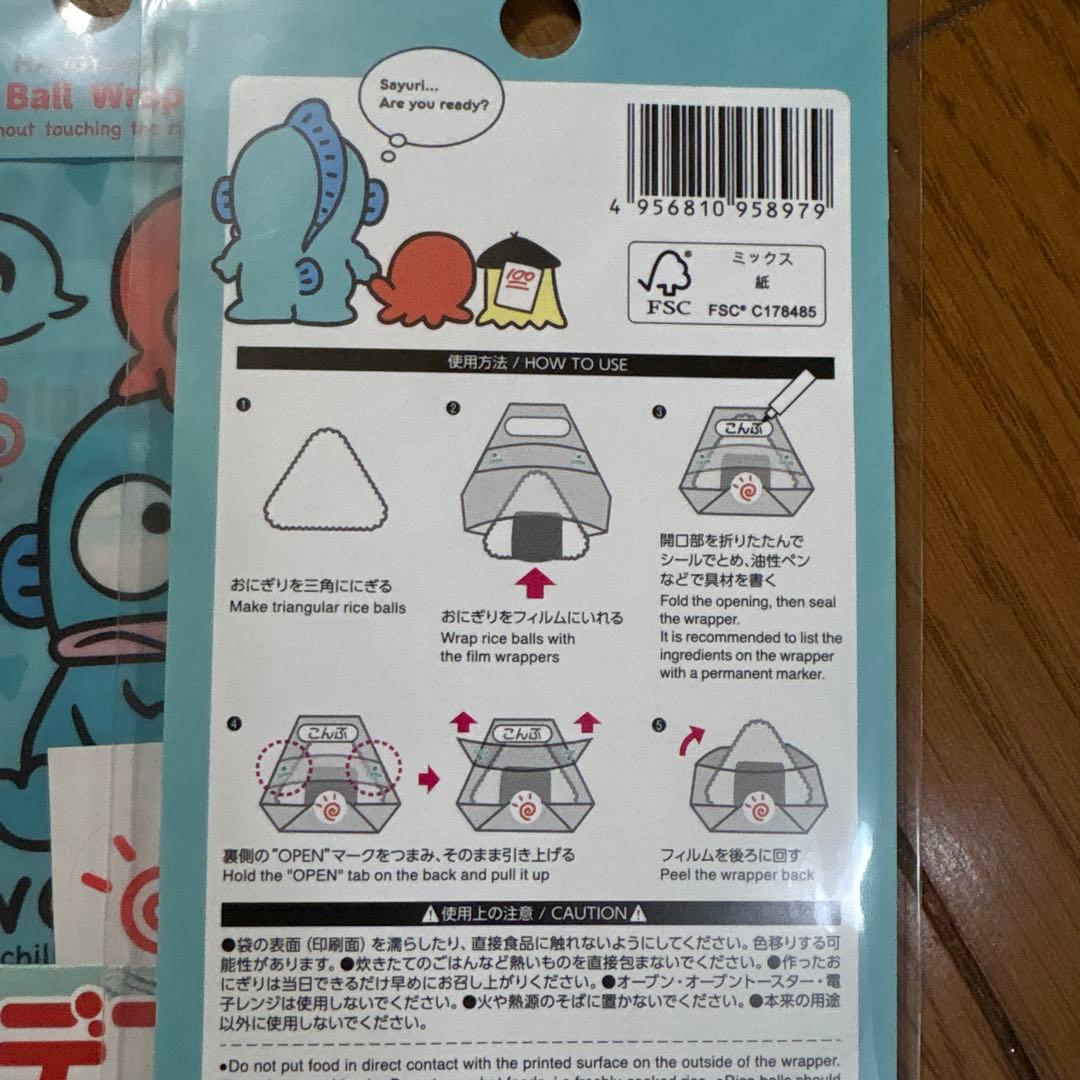 Ball Wrap
hout touching the ri
Sayuri...
Are you ready?
4 956810 958979
100
FSC®
ミックス
紙
FSC® C178485
使用方法 / HOW TO USE
❶
おにぎりを三角ににぎる
Make triangular rice balls
❷
OPEN
OPEN
おにぎりをフィルムにいれる
Wrap rice balls with
the film wrappers
❸
こんぶ
開口部を折りたたんで
シールでとめ、油性ペン
などで具材を書く
Fold the opening, then seal
the wrapper.
It is recommended to list the
ingredients on the wrapper
with a permanent marker.
❹
こんぶ
こんぶ
裏側の"OPEN"マークをつまみ、そのまま引き上げる
Hold the "OPEN" tab on the back and pull it up
❺
フィルムを後ろに回す
Peel the wrapper back
⚠使用上の注意 / CAUTION⚠
●袋の表面(印刷面)を濡らしたり、直接食品に触れないようにしてください。色移りする可
能性があります。●炊きたてのごはんなど熱いものを直接包まないでください。●作ったお
にぎりは当日できるだけ早めにお召し上がりください。●オーブン・オーブントースター・電
子レンジは使用しないでください。●火や熱源のそばに置かないでください。●本来の用途
以外に使用しないでください。
•Do not put food in direct contact with the printed surface on the outside of the wrapper.
chil